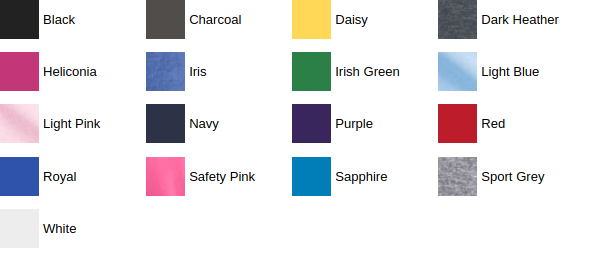 Black Charcoal Daisy Dark Heather
Heliconia Iris Irish Green Light Blue
Light Pink Navy Purple Red
Royal Safety Pink Sapphire Sport Grey
White